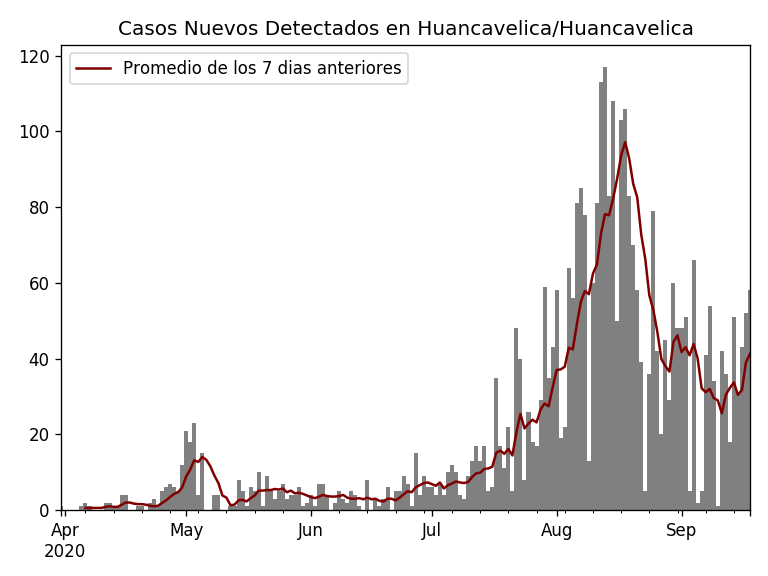 Casos Nuevos Detectados en Huancavelica/Huancavelica
Promedio de los 7 dias anteriores
120
100
80
60
40
20
0
Apr May Jun Jul Aug Sep
2020